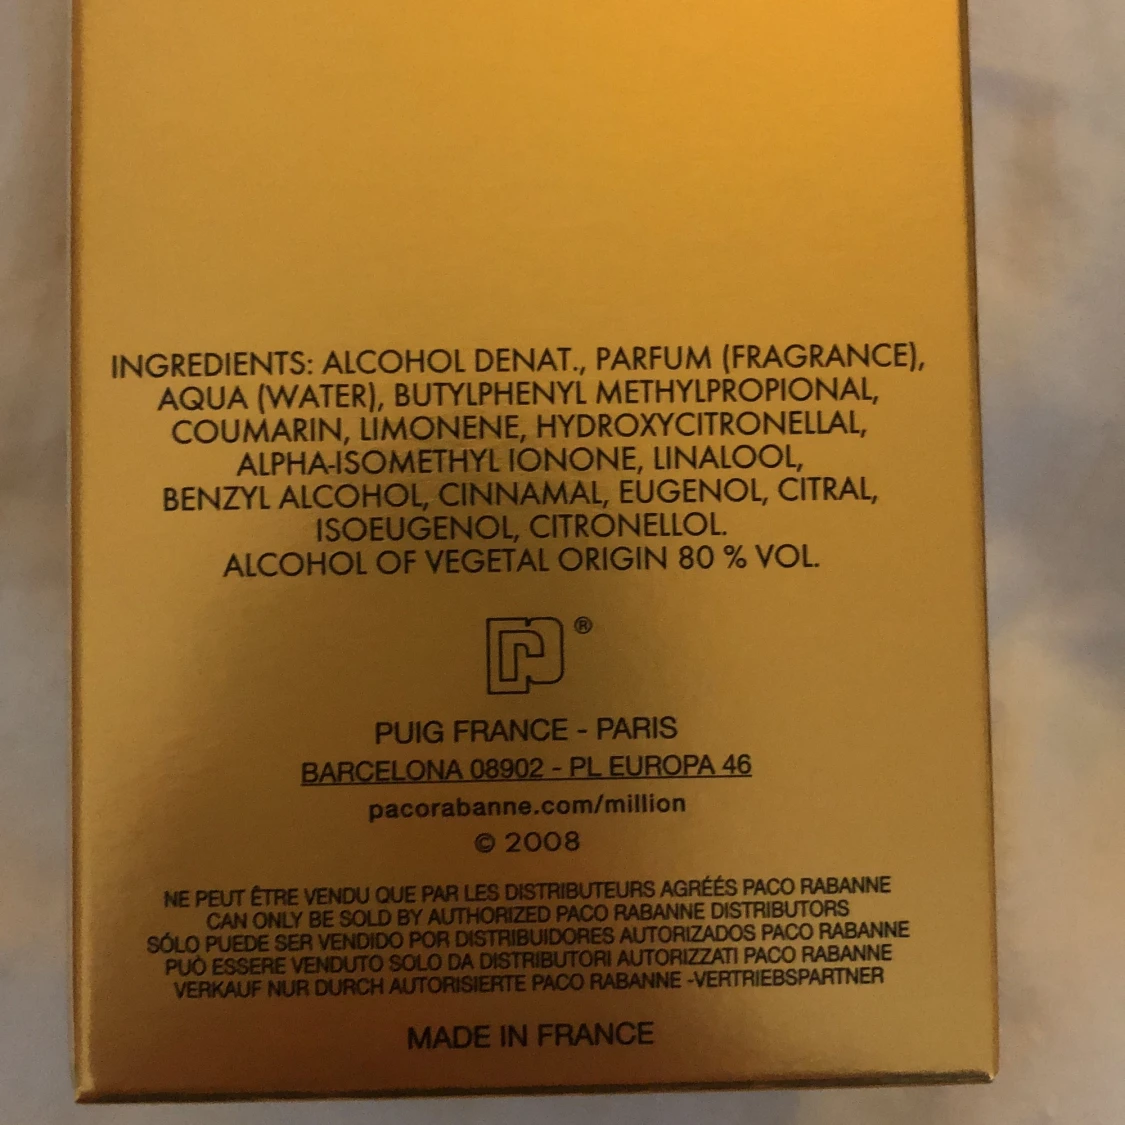 INGREDIENTS: ALCOHOL DENAT., PARFUM (FRAGRANCE),
AQUA (WATER), BUTYLPHENYL METHYLPROPIONAL,
COUMARIN, LIMONENE, HYDROXYCITRONELLAL,
ALPHA-ISOMETHYL IONONE, LINALOOL,
BENZYL ALCOHOL, CINNAMAL, EUGENOL, CITRAL,
ISOEUGENOL, CITRONELLOL.
ALCOHOL OF VEGETAL ORIGIN 80 % VOL.
®
PUIG FRANCE - PARIS
BARCELONA 08902 - PL EUROPA 46
pacorabanne.com/million
© 2008
NE PEUT ÊTRE VENDU QUE PAR LES DISTRIBUTEURS AGRÉÉS PACO RABANNE
CAN ONLY BE SOLD BY AUTHORIZED PACO RABANNE DISTRIBUTORS
SÓLO PUEDE SER VENDIDO POR DISTRIBUIDORES AUTORIZADOS PACO RABANNE
PUÒ ESSERE VENDUTO SOLO DA DISTRIBUTORI AUTORIZZATI PACO RABANNE
VERKAUF NUR DURCH AUTORISIERTE PACO RABANNE -VERTRIEBSPARTNER
MADE IN FRANCE